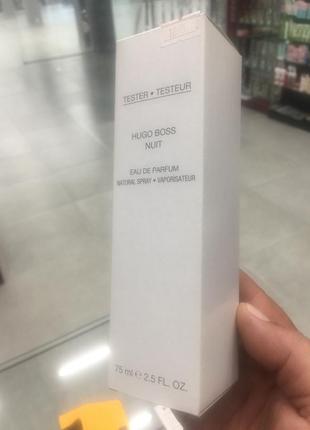 TESTER • TESTEUR
HUGO BOSS
NUIT
EAU DE PARFUM
NATURAL SPRAY • VAPORISATEUR
75 ml ℮ 2.5 FL. OZ.